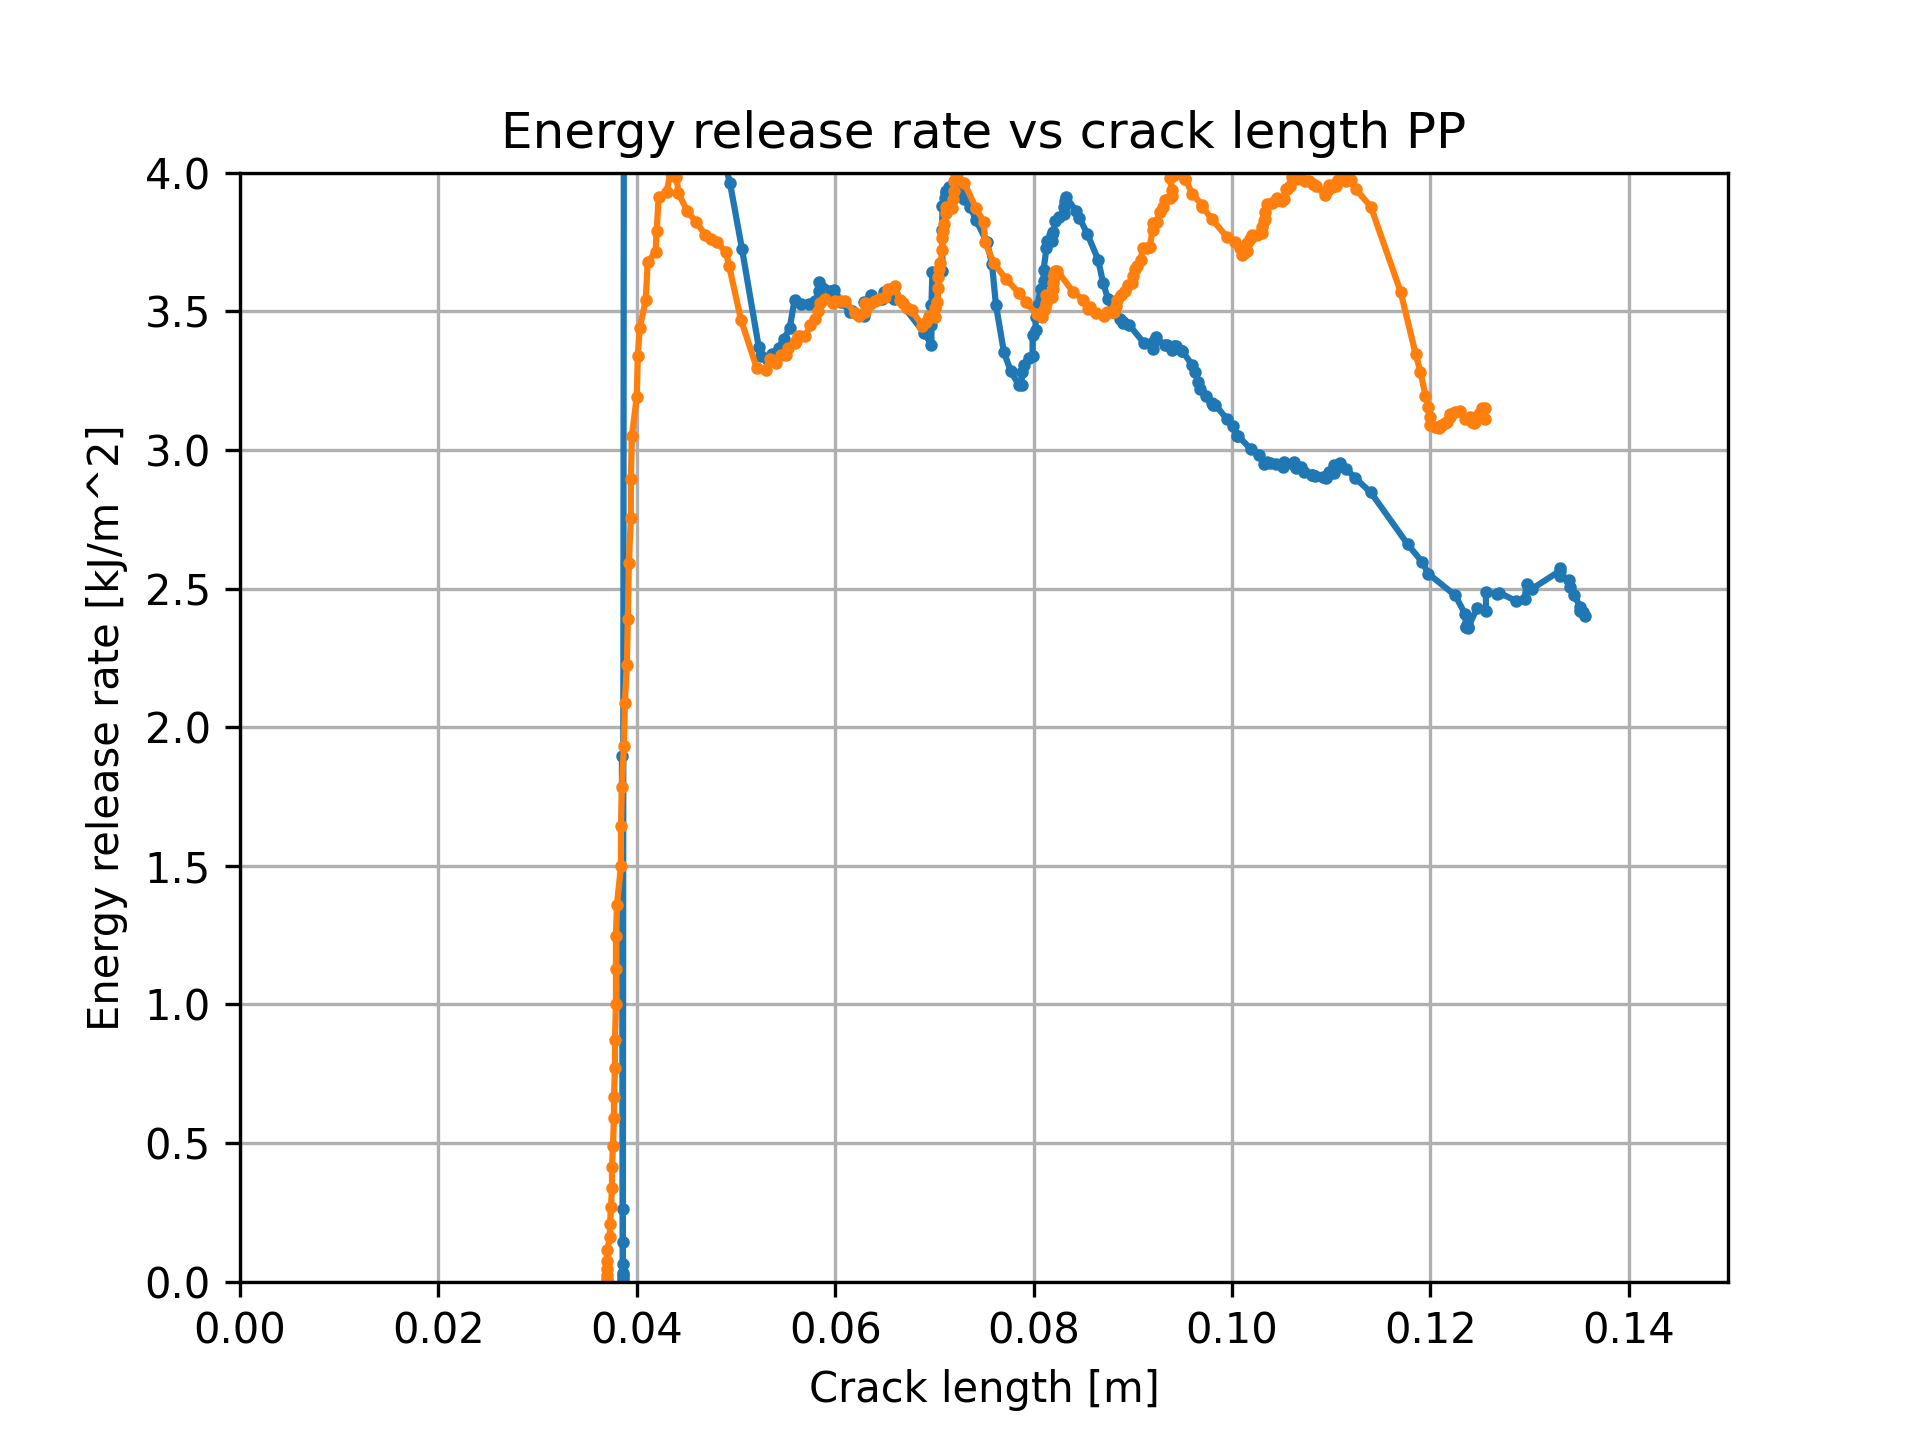 Energy release rate vs crack length PP
4.0
3.5
3.0
2.5
2.0
1.5
1.0
0.5
0.0
Energy release rate [kJ/m^2]
0.00 0.02 0.04 0.06 0.08 0.10 0.12 0.14
Crack length [m]